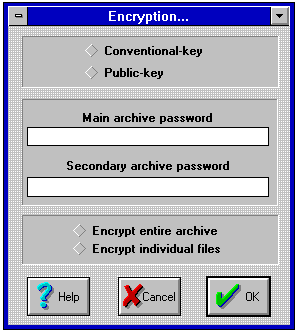 Encryption...
Conventional-key
Public-key
Main archive password
Secondary archive password
Encrypt entire archive
Encrypt individual files
? Help
Cancel
OK